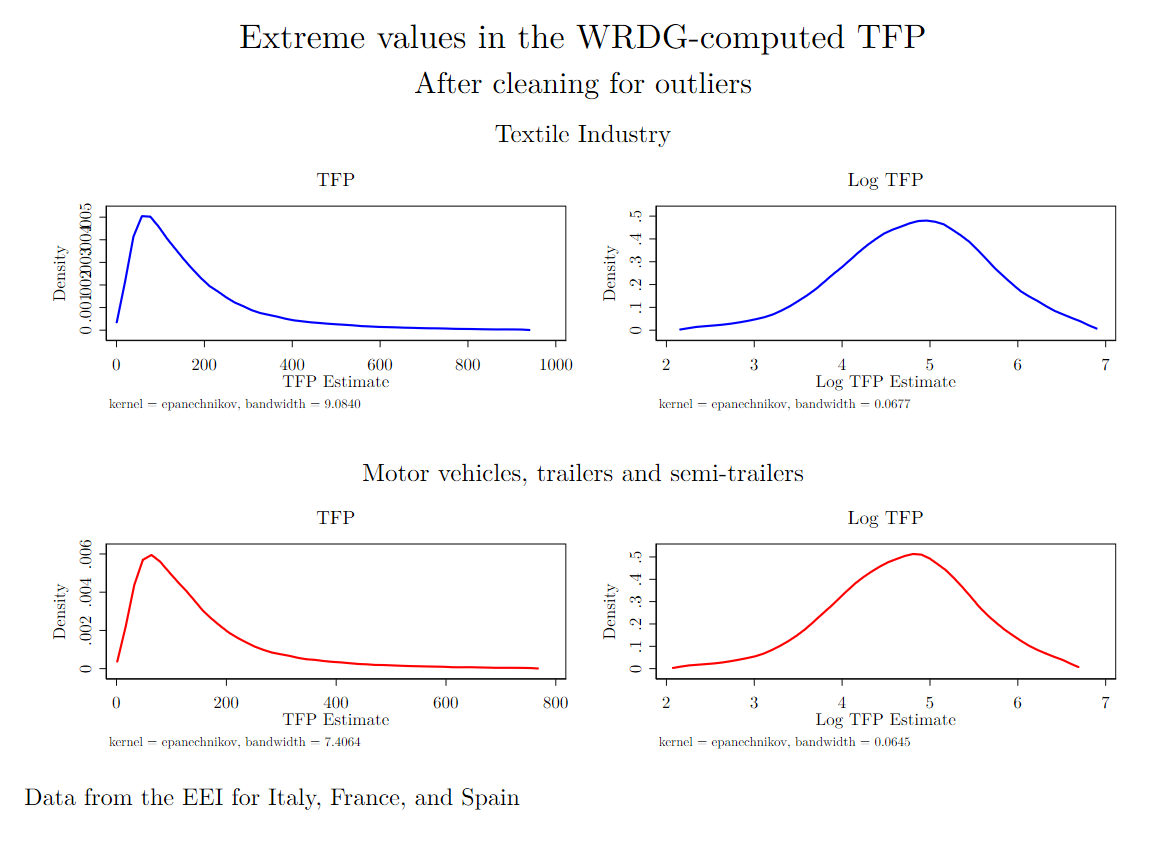 Extreme values in the WRDG-computed TFP
After cleaning for outliers
Textile Industry
TFP
Density
0 .001 .002 .003 .004 .005
0 200 400 600 800 1000
TFP Estimate
kernel = epanechnikov, bandwidth = 9.0840
Log TFP
Density
0 .1 .2 .3 .4 .5
2 3 4 5 6 7
Log TFP Estimate
kernel = epanechnikov, bandwidth = 0.0677
Motor vehicles, trailers and semi-trailers
TFP
Density
0 .002 .004 .006
0 200 400 600 800
TFP Estimate
kernel = epanechnikov, bandwidth = 7.4064
Log TFP
Density
0 .1 .2 .3 .4 .5
2 3 4 5 6 7
Log TFP Estimate
kernel = epanechnikov, bandwidth = 0.0645
Data from the EEI for Italy, France, and Spain